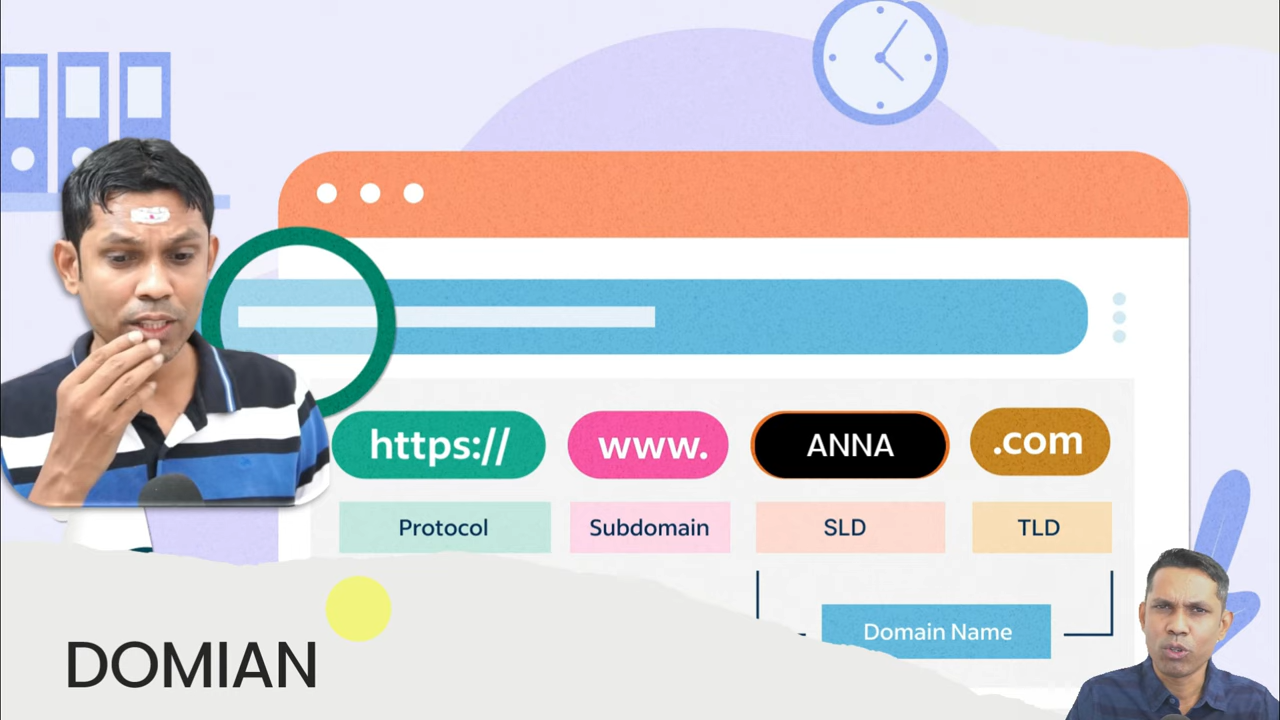 https:// www. ANNA .com
Protocol Subdomain SLD TLD
Domain Name
DOMIAN